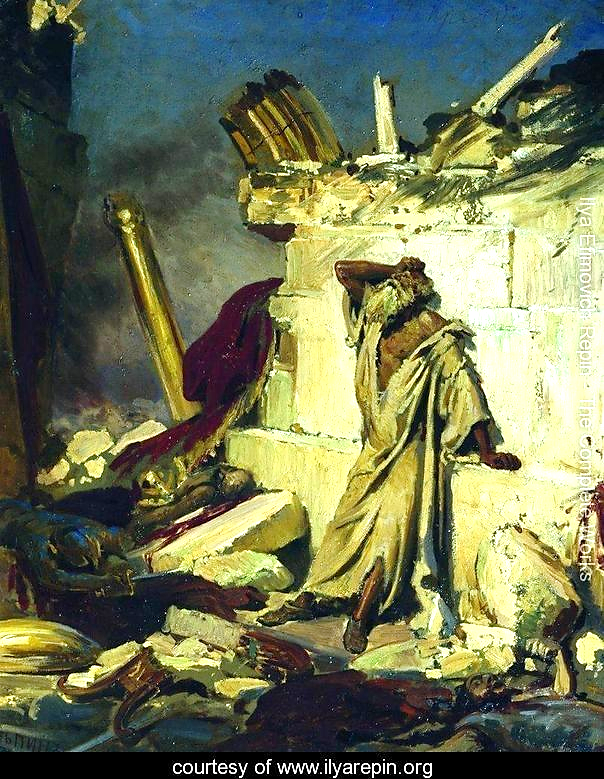 Ilya Efimovich Repin: The Complete works
courtesy of www.ilyarepin.org